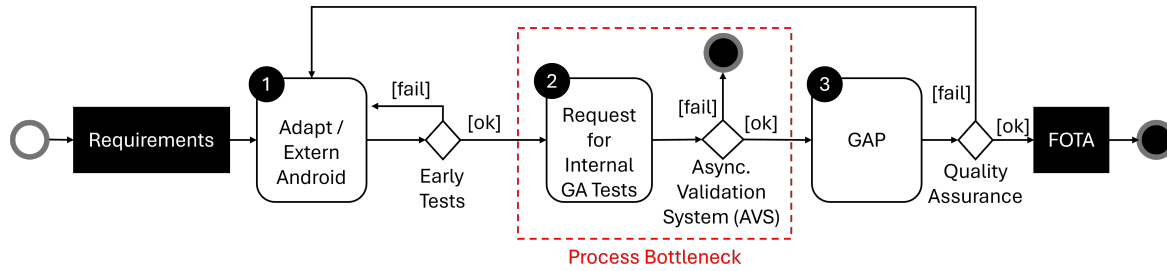 Requirements
1
Adapt /
Extern
Android
[fail]
Early
Tests
[ok]
2
Request
for
Internal
GA Tests
[fail]
Async.
Validation
System (AVS)
[ok]
3
GAP
[fail]
Quality
Assurance
[ok]
FOTA
Process Bottleneck